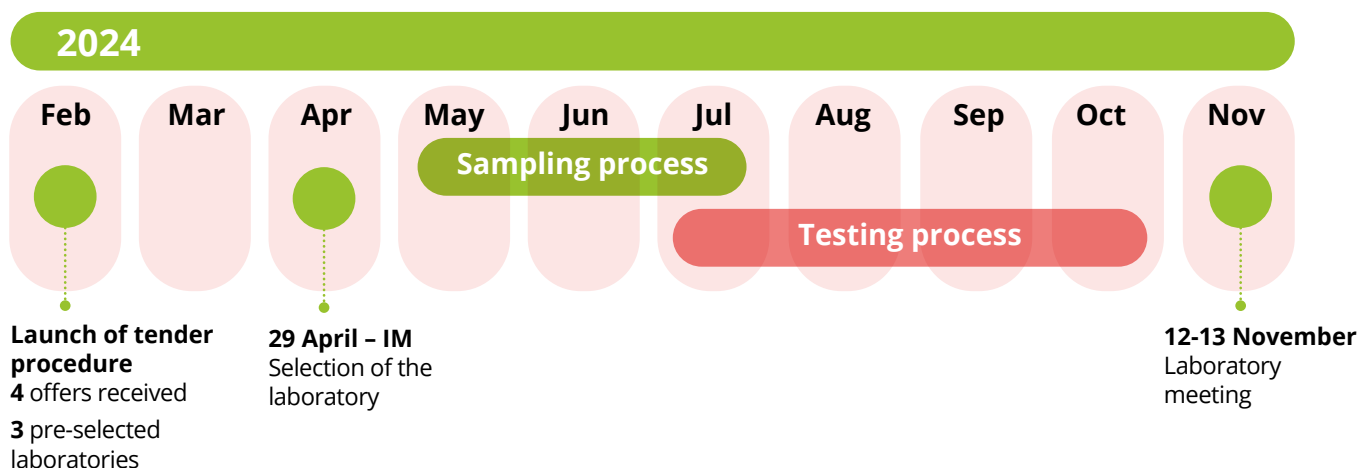 2024
Feb
Mar
Apr
May
Jun
Jul
Aug
Sep
Oct
Nov
Sampling process
Testing process
Launch of tender
procedure
4 offers received
3 pre-selected
laboratories
29 April – IM
Selection of the
laboratory
12-13 November
Laboratory
meeting